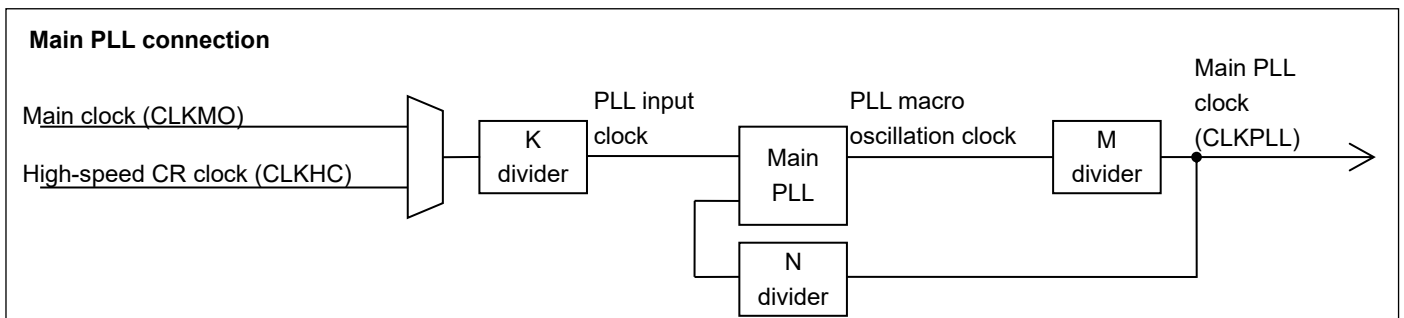 Main PLL connection
Main clock (CLKMO)
High-speed CR clock (CLKHC)
K
divider
PLL input
clock
Main
PLL
PLL macro
oscillation clock
M
divider
Main PLL
clock
(CLKPLL)
N
divider